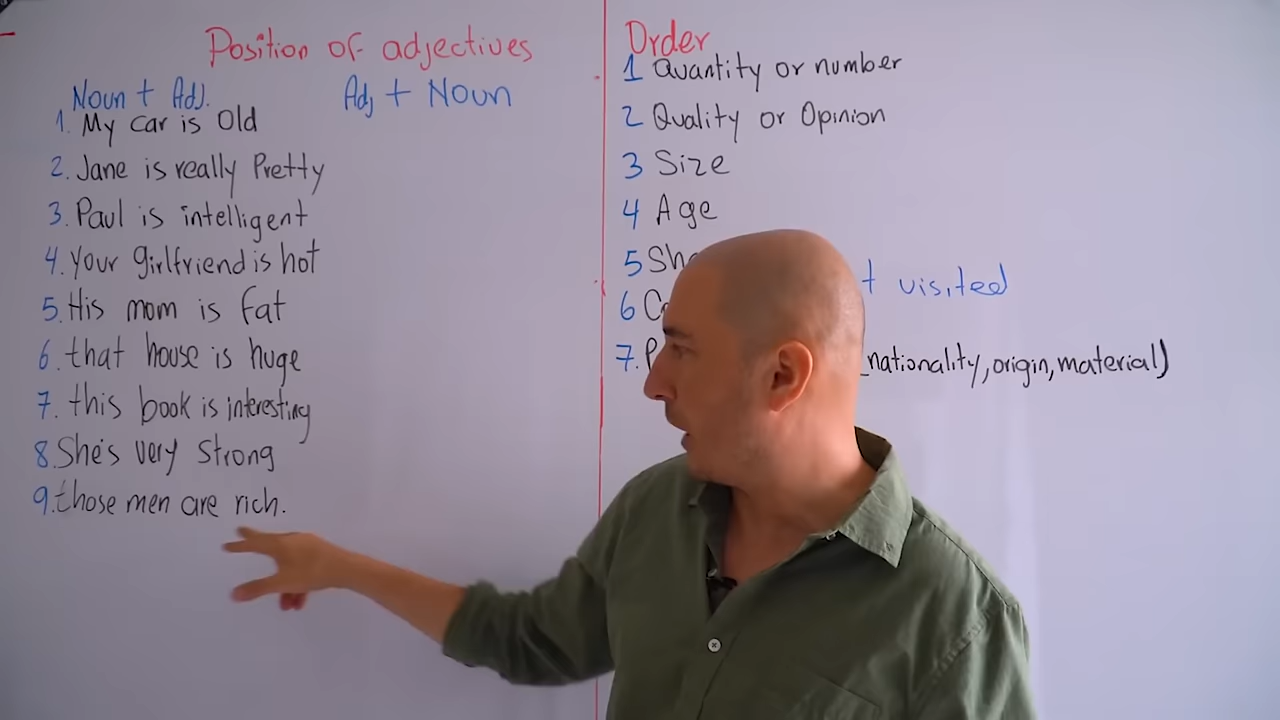 Position of adjectives
Noun + Adj.
Adj + Noun
1. My car is Old
2. Jane is really Pretty
3. Paul is intelligent
4. Your girlfriend is hot
5. His mom is fat
6. that house is huge
7. this book is interesting
8. She's very strong
9. those men are rich.
Order
1 Quantity or number
2 Quality or Opinion
3 Size
4 Age
5 Sha
t visited
6 Co
7. P
(nationality, origin, material)